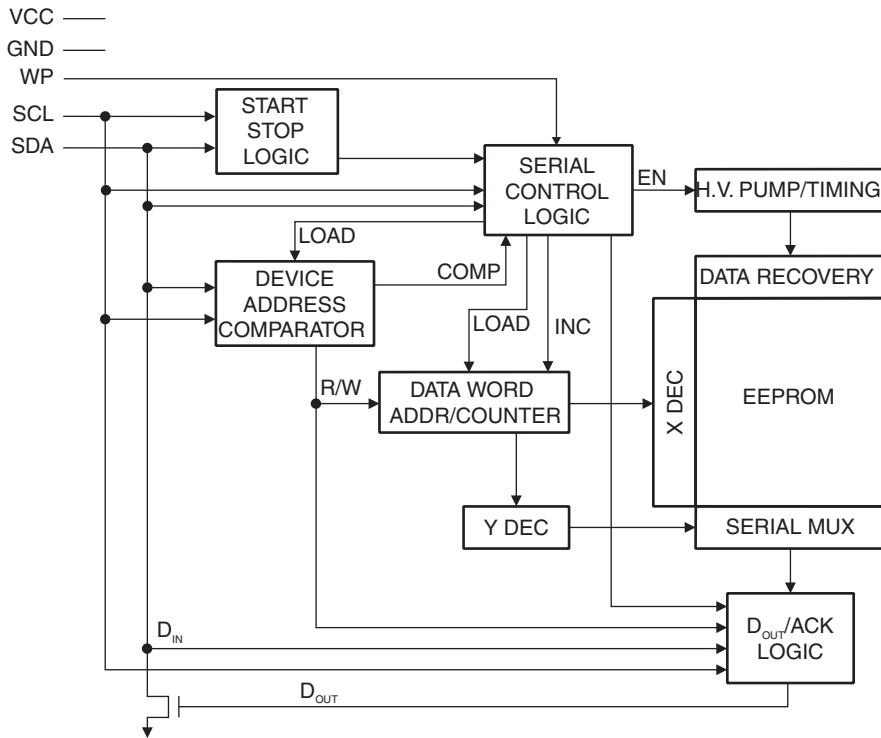 VCC
GND
WP
SCL
SDA
START
STOP
LOGIC
SERIAL
CONTROL
LOGIC
EN
H.V. PUMP/TIMING
LOAD
COMP
DATA RECOVERY
DEVICE
ADDRESS
COMPARATOR
LOAD
INC
R/W
DATA WORD
ADDR/COUNTER
X DEC
EEPROM
Y DEC
SERIAL MUX
DIN
DOUT/ACK
LOGIC
DOUT